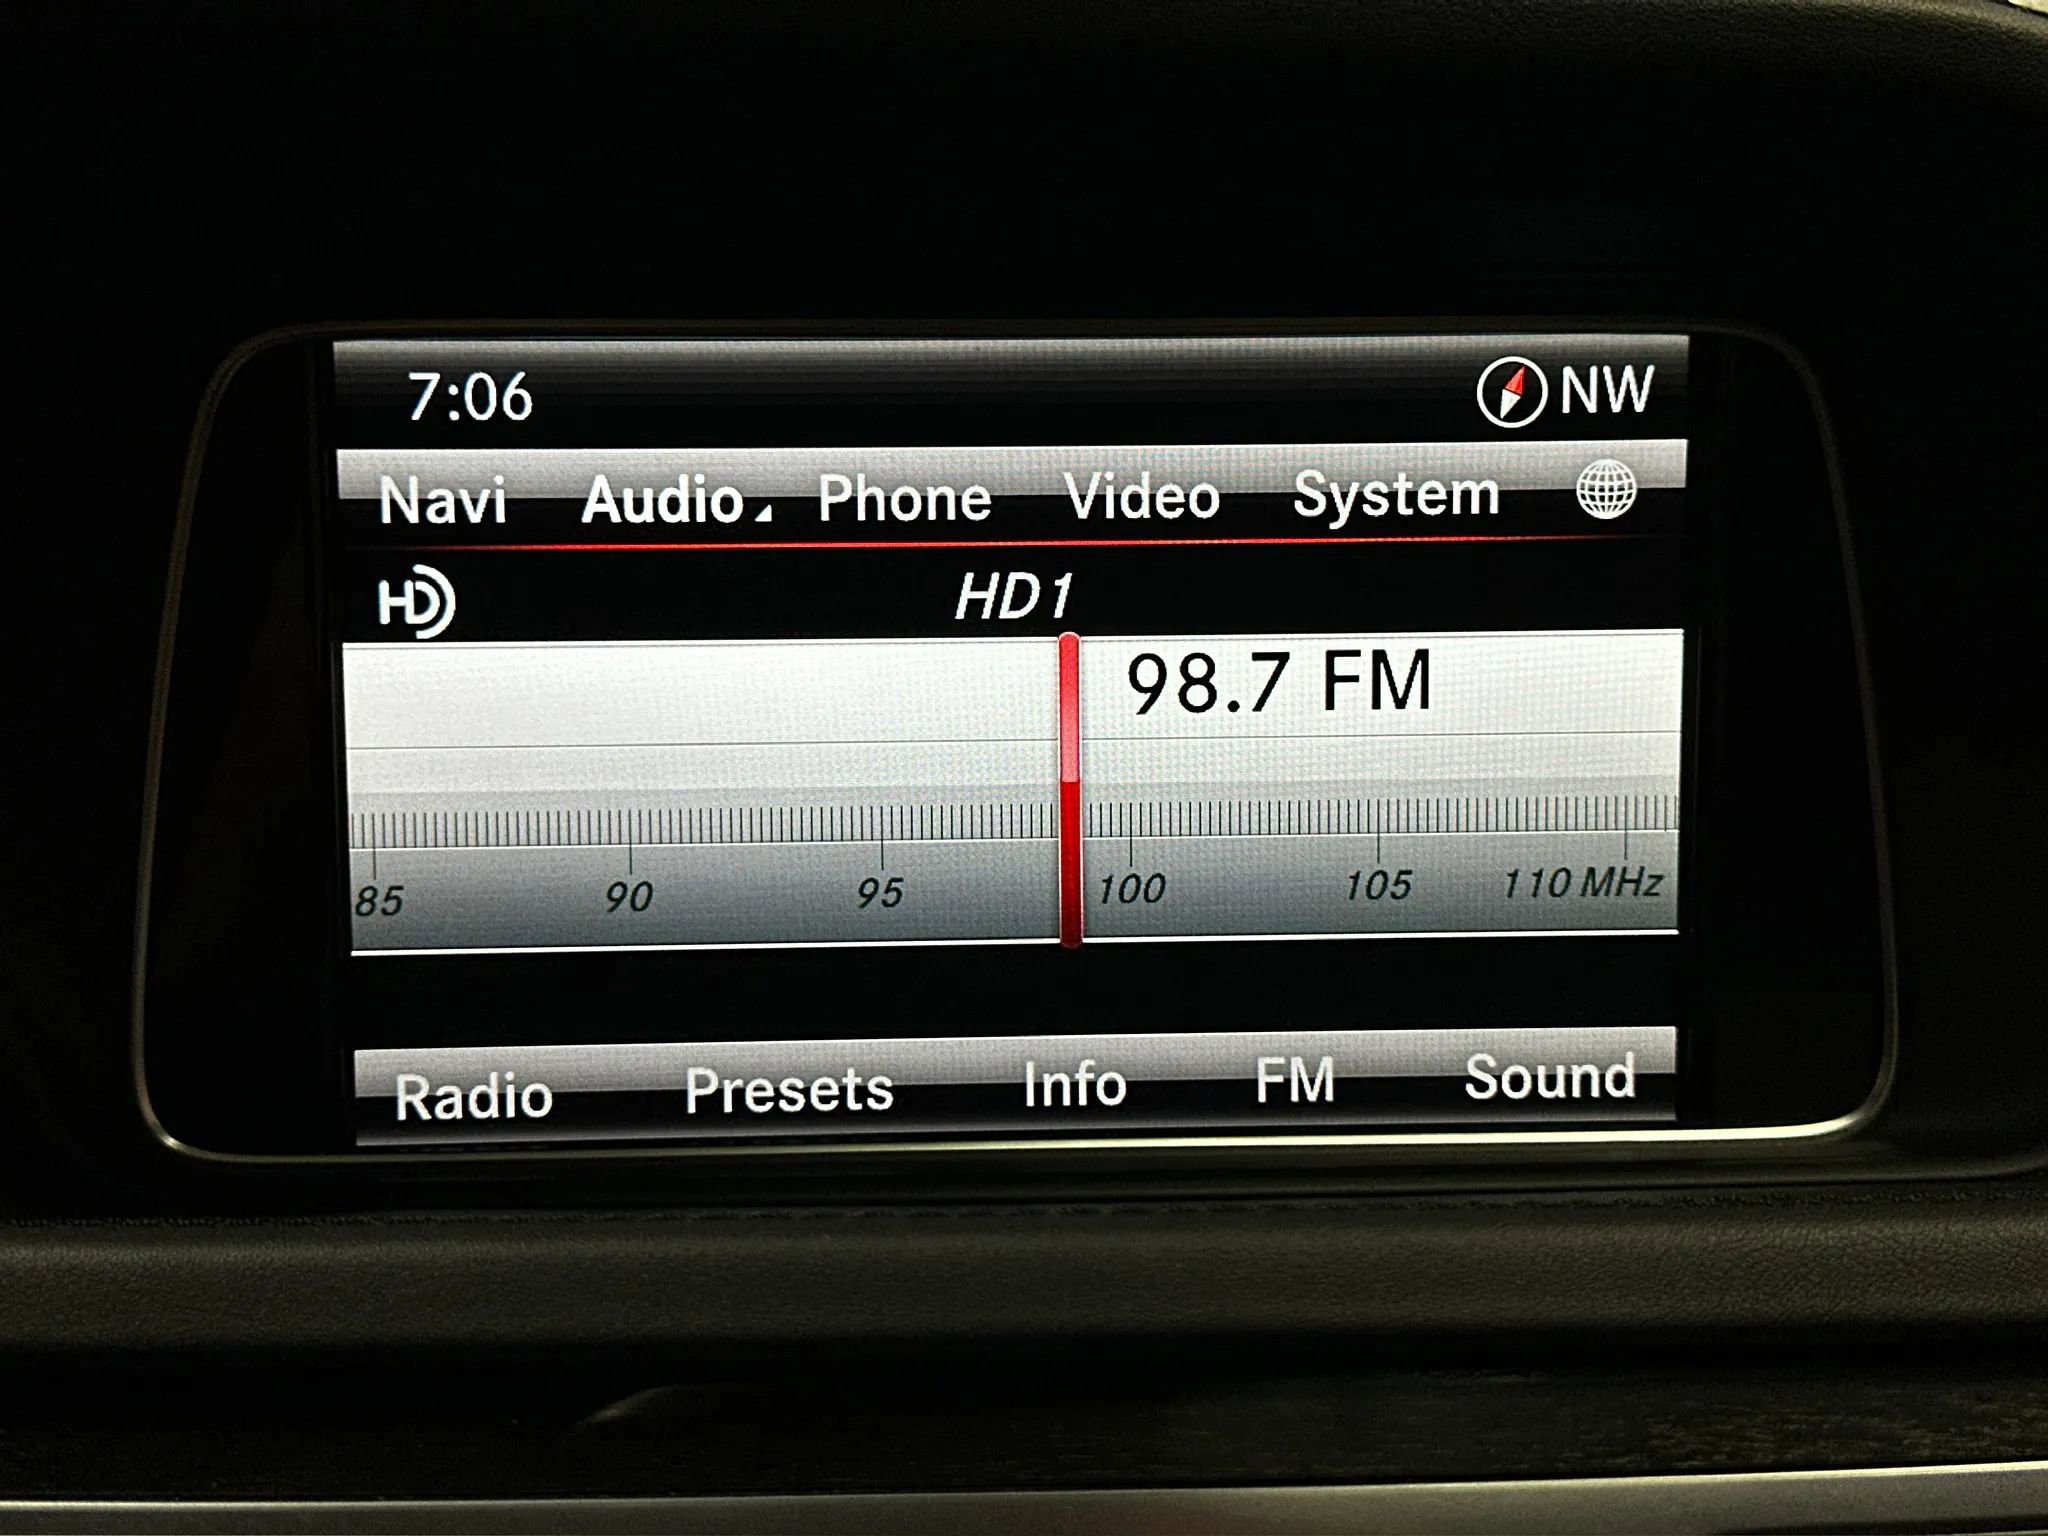 7:06 NW
Navi Audio Phone Video System
HD HD1
98.7 FM
85 90 95 100 105 110 MHz
Radio Presets Info FM Sound